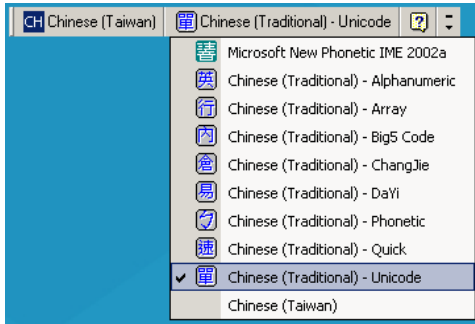 CH Chinese (Taiwan) 單 Chinese (Traditional) - Unicode ?
Microsoft New Phonetic IME 2002a
英 Chinese (Traditional) - Alphanumeric
行 Chinese (Traditional) - Array
內 Chinese (Traditional) - Big5 Code
倉 Chinese (Traditional) - ChangJie
易 Chinese (Traditional) - DaYi
ㄅ Chinese (Traditional) - Phonetic
速 Chinese (Traditional) - Quick
✓ 單 Chinese (Traditional) - Unicode
Chinese (Taiwan)